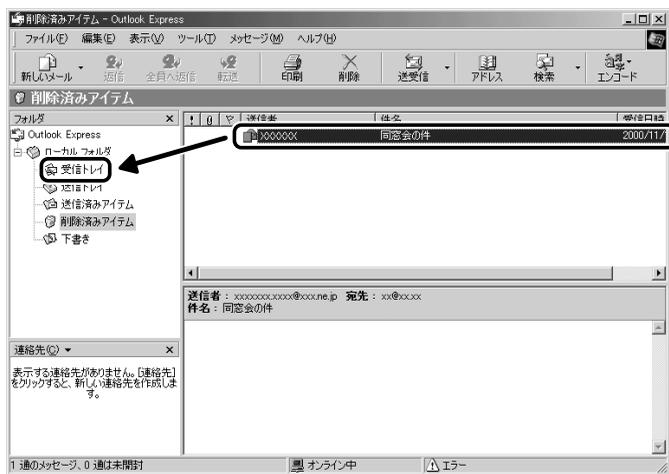 削除済みアイテム - Outlook Express
ファイル(F) 編集(E) 表示(V) ツール(T) メッセージ(M) ヘルプ(H)
新しいメール 返信 全員へ返信 転送 印刷 削除 送受信 アドレス 検索 エンコード
削除済みアイテム
フォルダ × ! 送信者 件名 受信日時
Outlook Express xxxxxx 同窓会の件 2000/11/
ローカル フォルダ
受信トレイ
送信トレイ
送信済みアイテム
削除済みアイテム
下書き
送信者: xxxxxxx.xxxx@xxx.ne.jp 宛先: xx@xx.xx
件名: 同窓会の件
連絡先(C) ×
表示する連絡先がありません。[連絡先]
をクリックすると、新しい連絡先を作成しま
す。
1 通のメッセージ、0 通は未開封 オンライン中 エラー